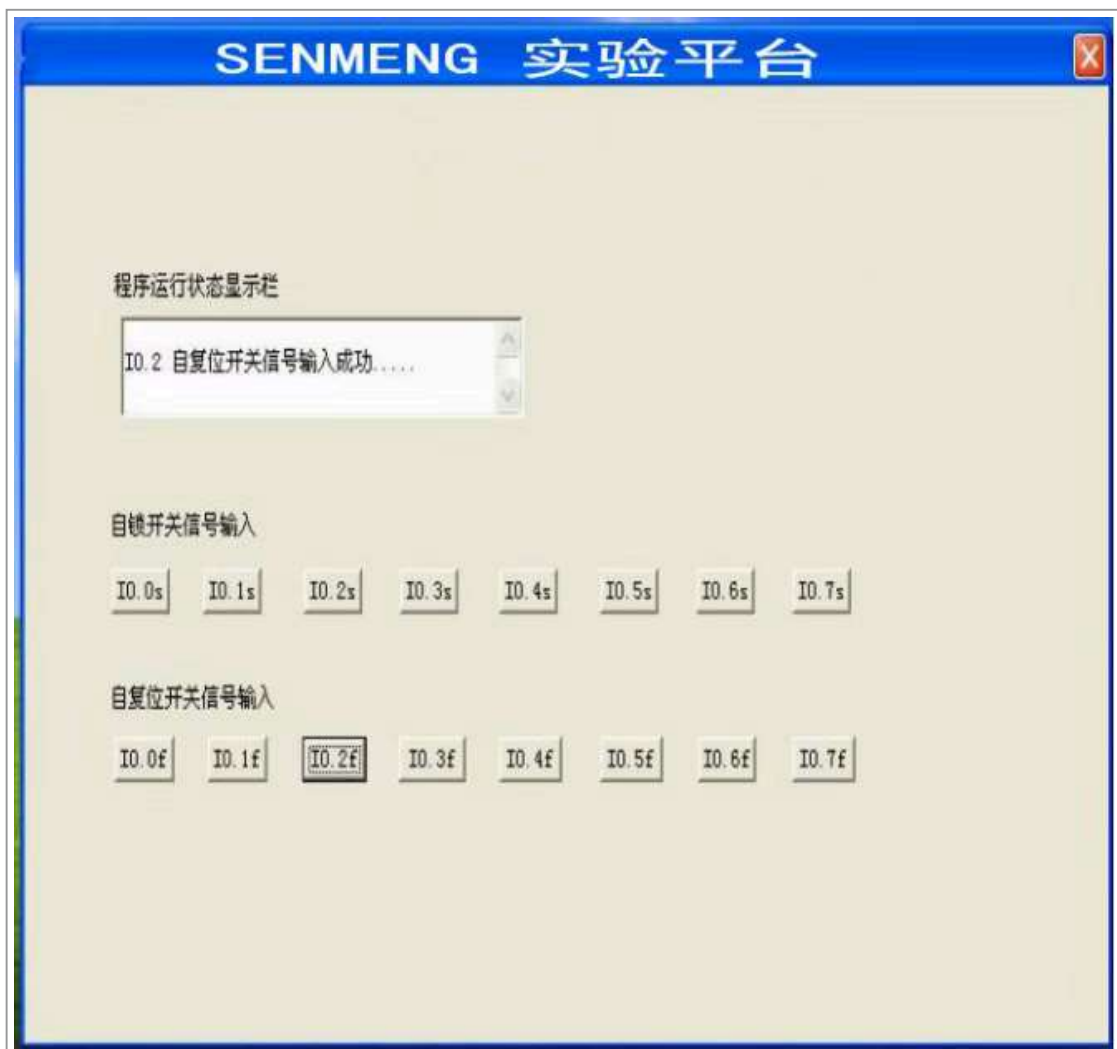 SENMENG 实验平台
X
程序运行状态显示栏
I0.2 自复位开关信号输入成功.....
自锁开关信号输入
I0.0s I0.1s I0.2s I0.3s I0.4s I0.5s I0.6s I0.7s
自复位开关信号输入
I0.0f I0.1f I0.2f I0.3f I0.4f I0.5f I0.6f I0.7f